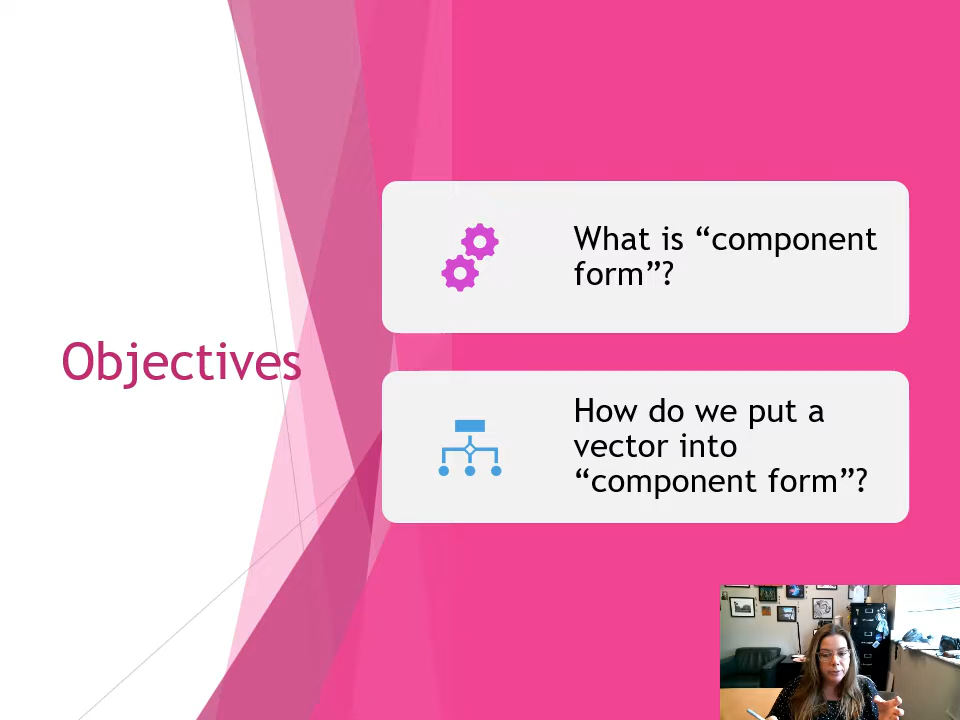 Objectives
What is “component
form”?
How do we put a
vector into
“component form”?